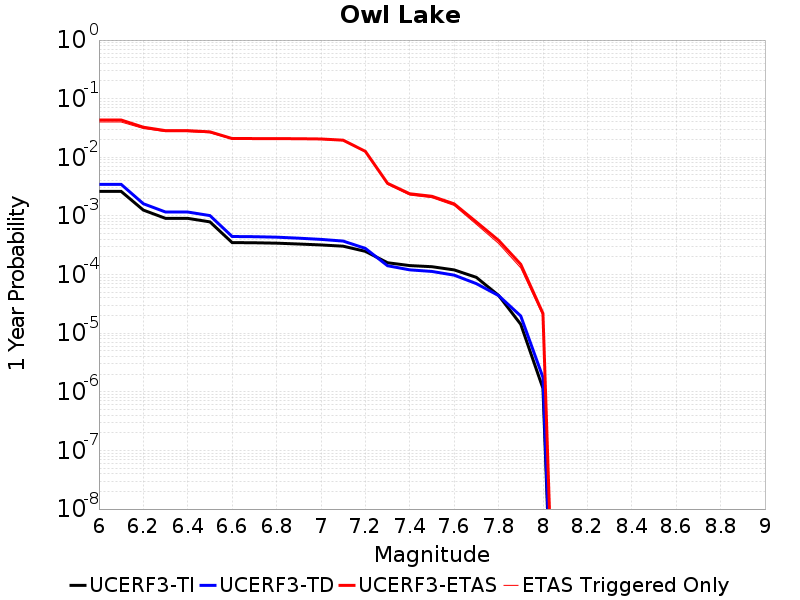 Owl Lake
1 Year Probability
10^0
10^-1
10^-2
10^-3
10^-4
10^-5
10^-6
10^-7
10^-8
6 6.2 6.4 6.6 6.8 7 7.2 7.4 7.6 7.8 8 8.2 8.4 8.6 8.8 9
Magnitude
UCERF3-TI UCERF3-TD UCERF3-ETAS ETAS Triggered Only